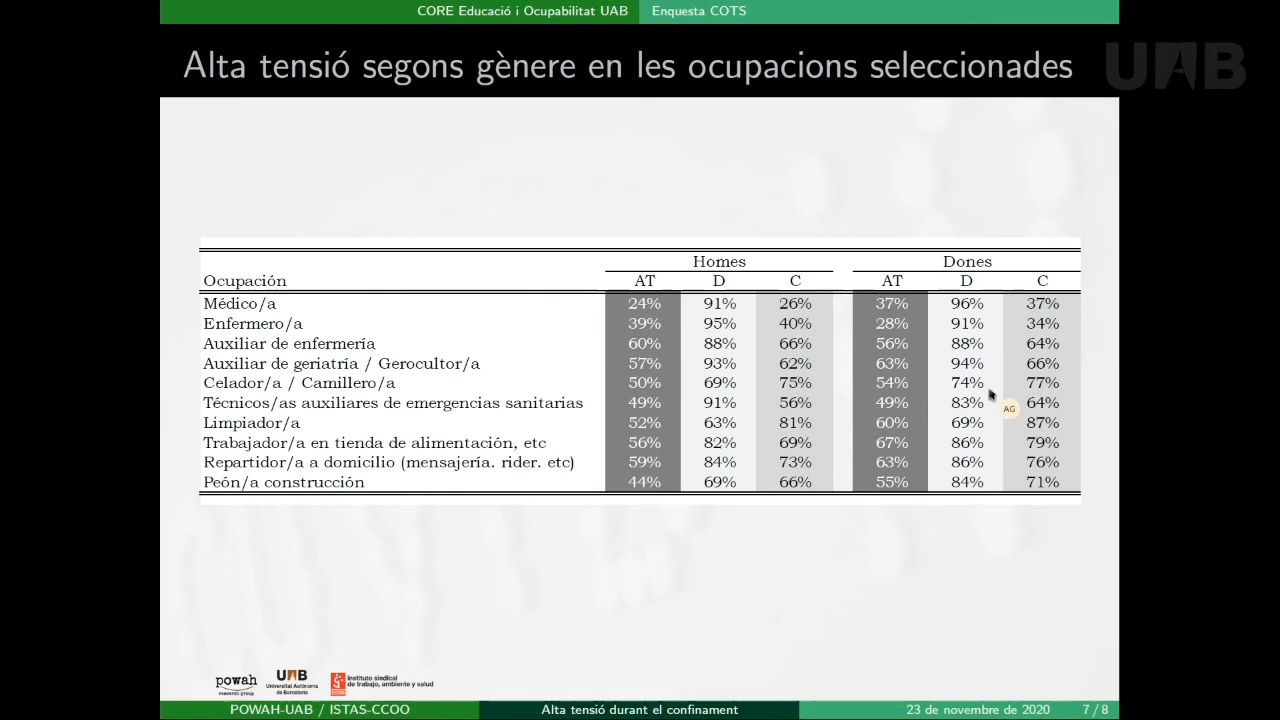 CORE Educació i Ocupabilitat UAB Enquesta COTS
Alta tensió segons gènere en les ocupacions seleccionades
UAB
Homes Dones
Ocupación AT D C AT D C
Médico/a 24% 91% 26% 37% 96% 37%
Enfermero/a 39% 95% 40% 28% 91% 34%
Auxiliar de enfermería 60% 88% 66% 56% 88% 64%
Auxiliar de geriatría / Gerocultor/a 57% 93% 62% 63% 94% 66%
Celador/a / Camillero/a 50% 69% 75% 54% 74% 77%
Técnicos/as auxiliares de emergencias sanitarias 49% 91% 56% 49% 83% 64%
AG
Limpiador/a 52% 63% 81% 60% 69% 87%
Trabajador/a en tienda de alimentación, etc 56% 82% 69% 67% 86% 79%
Repartidor/a a domicilio (mensajería. rider. etc) 59% 84% 73% 63% 86% 76%
Peón/a construcción 44% 69% 66% 55% 84% 71%
powah
research group
UAB
Universitat Autònoma
de Barcelona
instituto sindical
de trabajo, ambiente y salud
POWAH-UAB / ISTAS-CCOO Alta tensió durant el confinament 23 de novembre de 2020 7 / 8